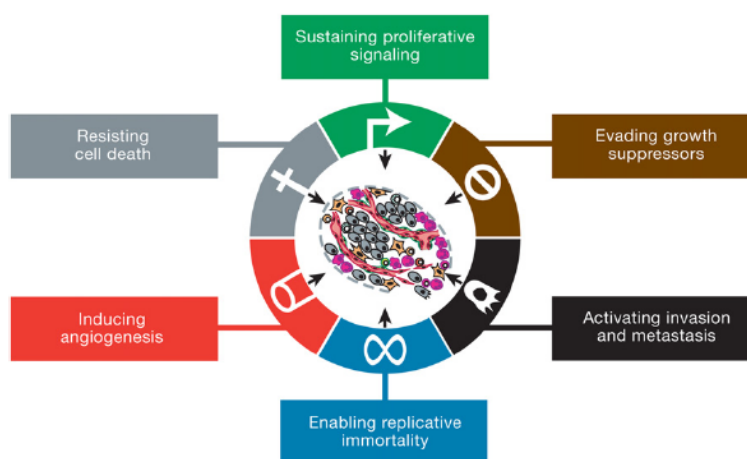 Sustaining proliferative
signaling
Resisting
cell death
Evading growth
suppressors
Inducing
angiogenesis
Activating invasion
and metastasis
Enabling replicative
immortality